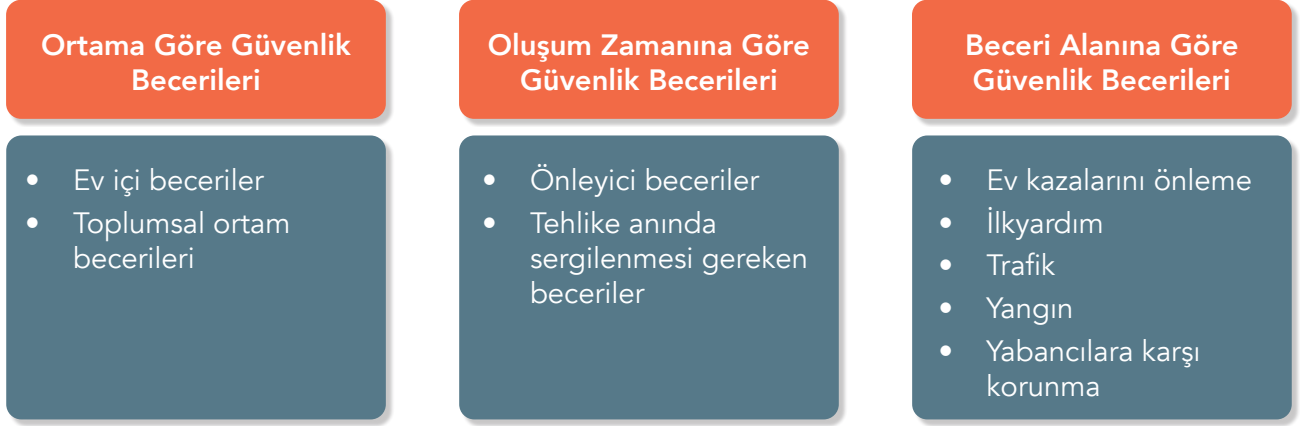 Ortama Göre Güvenlik
Becerileri
• Ev içi beceriler
• Toplumsal ortam
becerileri
Oluşum Zamanına Göre
Güvenlik Becerileri
• Önleyici beceriler
• Tehlike anında
sergilenmesi gereken
beceriler
Beceri Alanına Göre
Güvenlik Becerileri
• Ev kazalarını önleme
• İlkyardım
• Trafik
• Yangın
• Yabancılara karşı
korunma